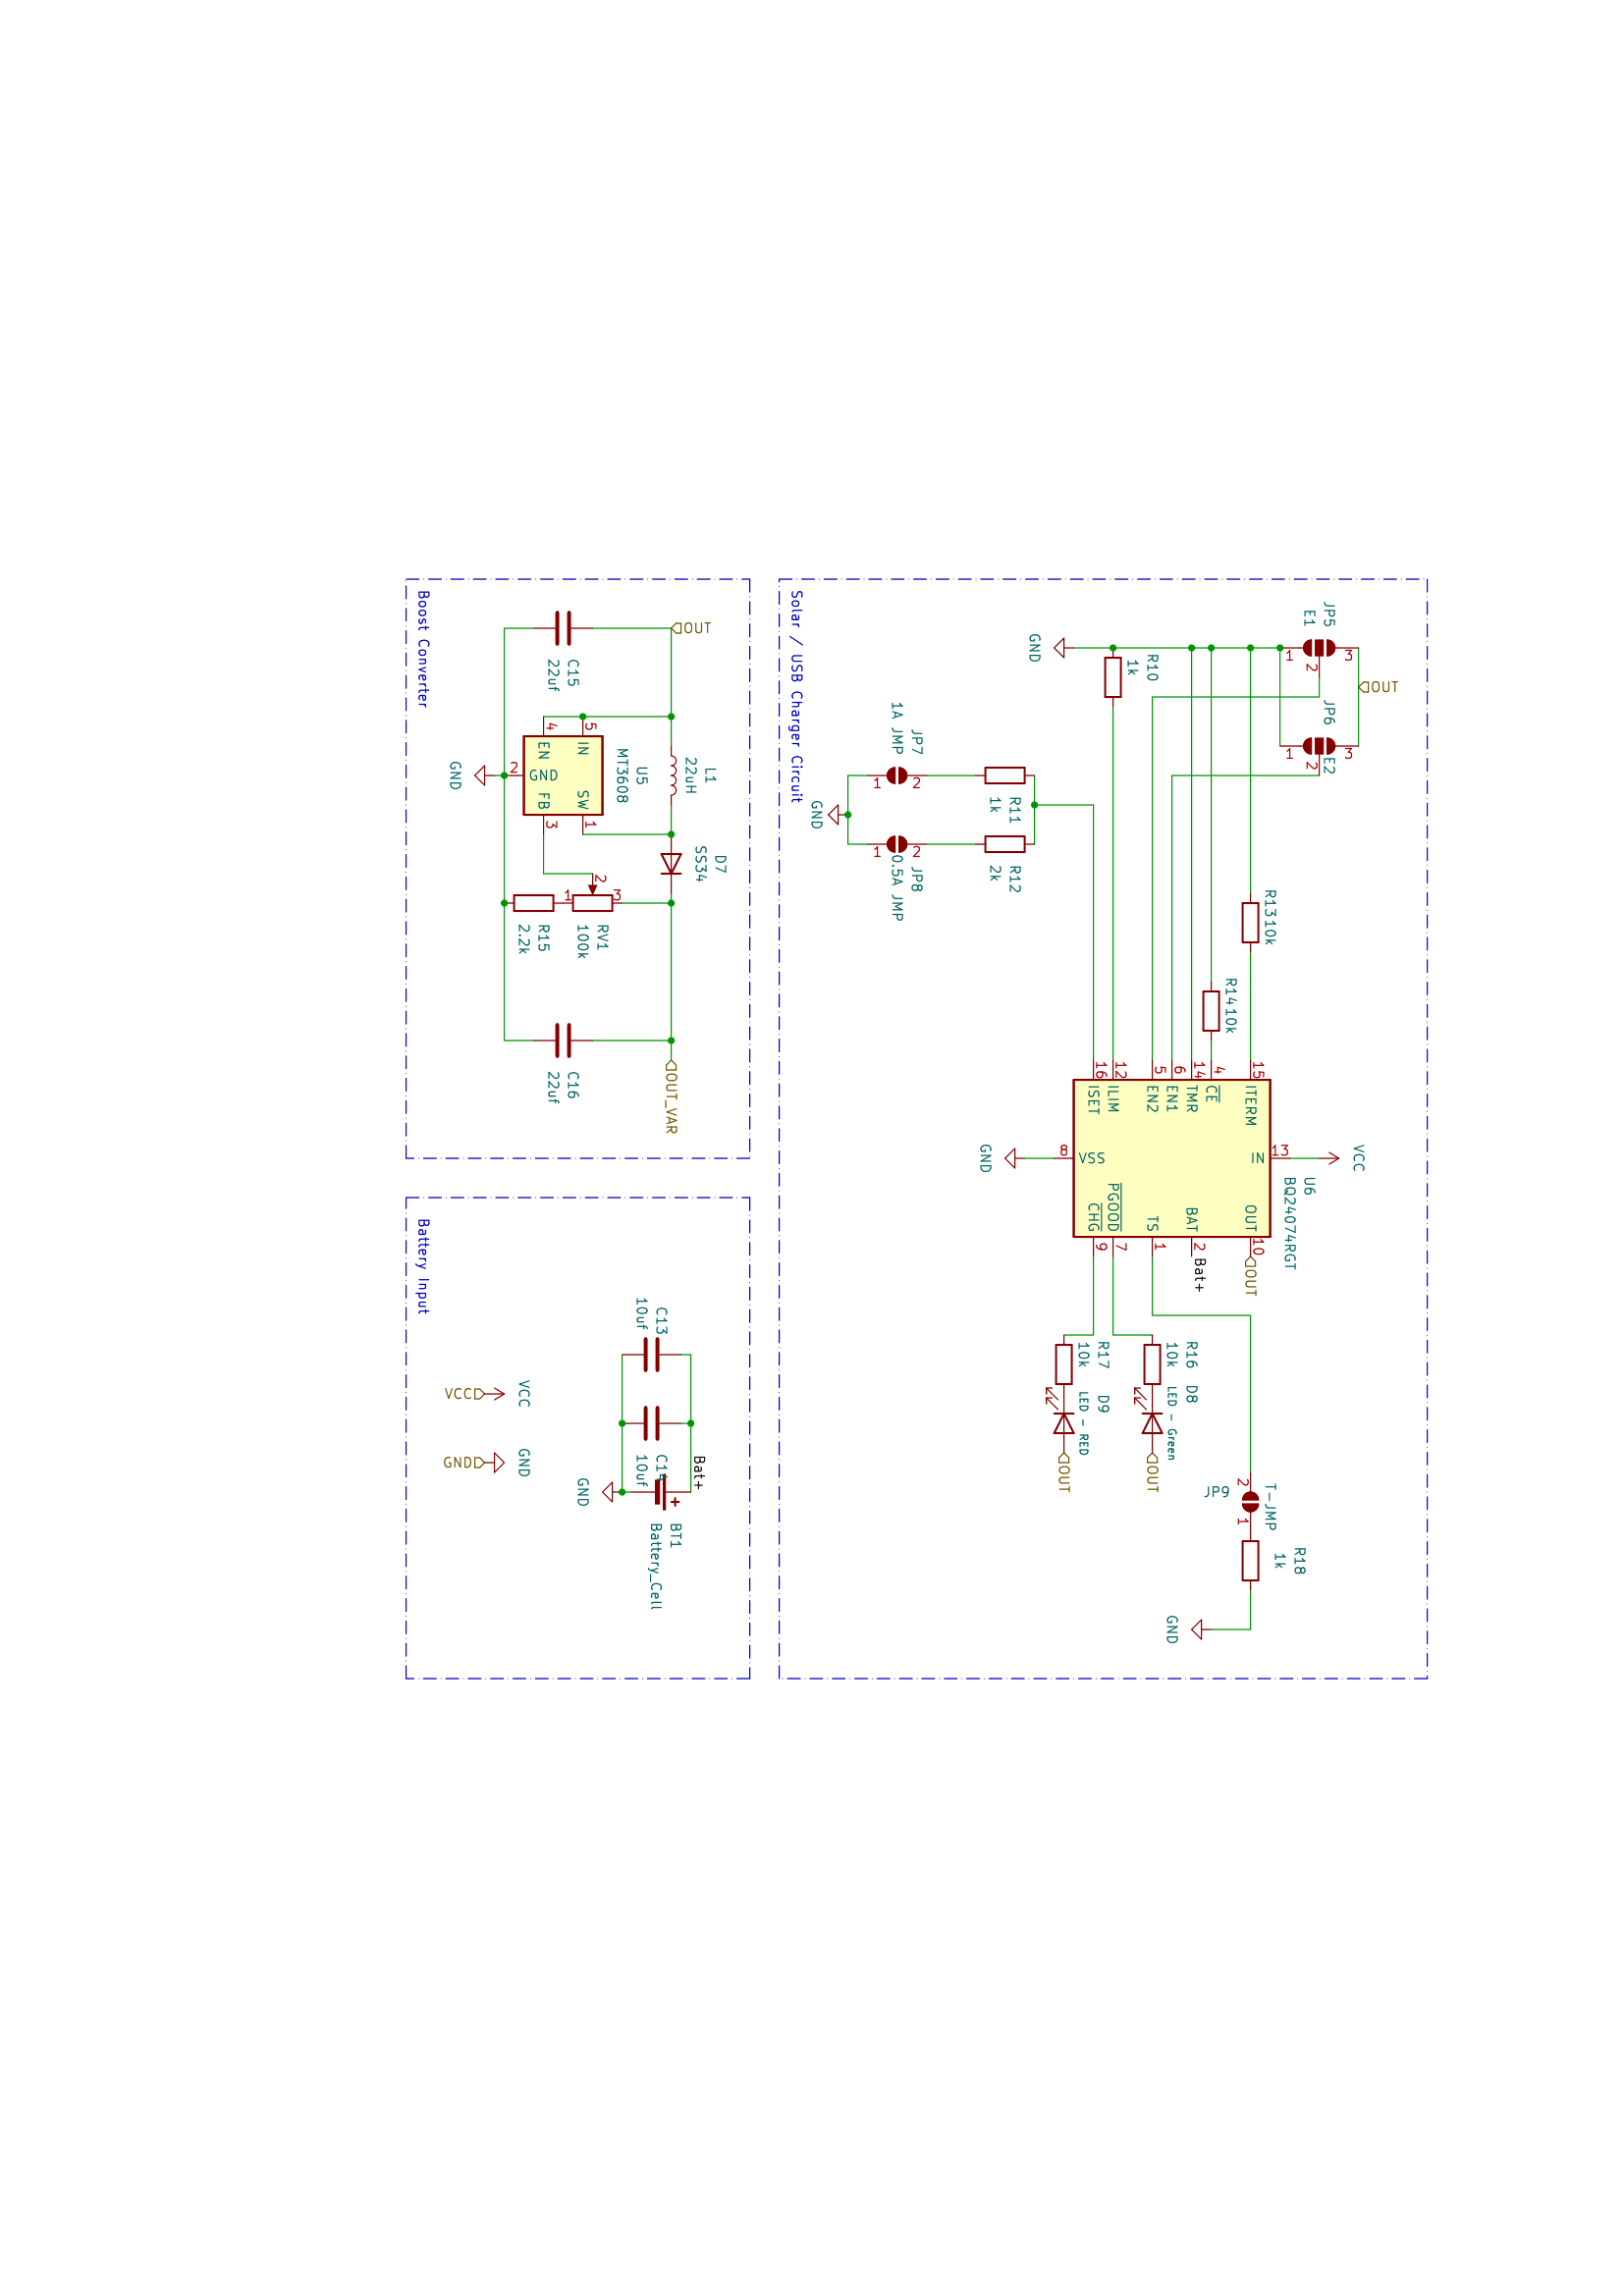 Solar / USB Charger Circuit
JP5
E1
1
2
3
OUT
JP6
E2
1
2
3
GND
R10
1k
JP7
1A JMP
1
2
R11
1k
GND
JP8
0.5A JMP
1
2
R12
2k
R13
10k
R14
10k
16
12
5
6
14
4
15
ISET
ILIM
EN2
EN1
TMR
CE
ITERM
VCC
13
IN
8
VSS
GND
U6
BQ24074RGT
CHG
PGOOD
TS
BAT
OUT
9
7
1
2
10
Bat+
OUT
R17
10k
D9
LED - RED
OUT
R16
10k
D8
LED - Green
OUT
JP9
T-JMP
2
1
R18
1k
GND
Boost Converter
OUT
C15
22uf
4
5
EN
IN
2
GND
GND
FB
SW
3
1
U5
MT3608
L1
22uH
D7
SS34
2
1
3
R15
2.2k
RV1
100k
C16
22uf
OUT_VAR
Battery Input
C13
10uf
C14
10uf
Bat+
GND
+
BT1
Battery_Cell
VCC
VCC
GND
GND